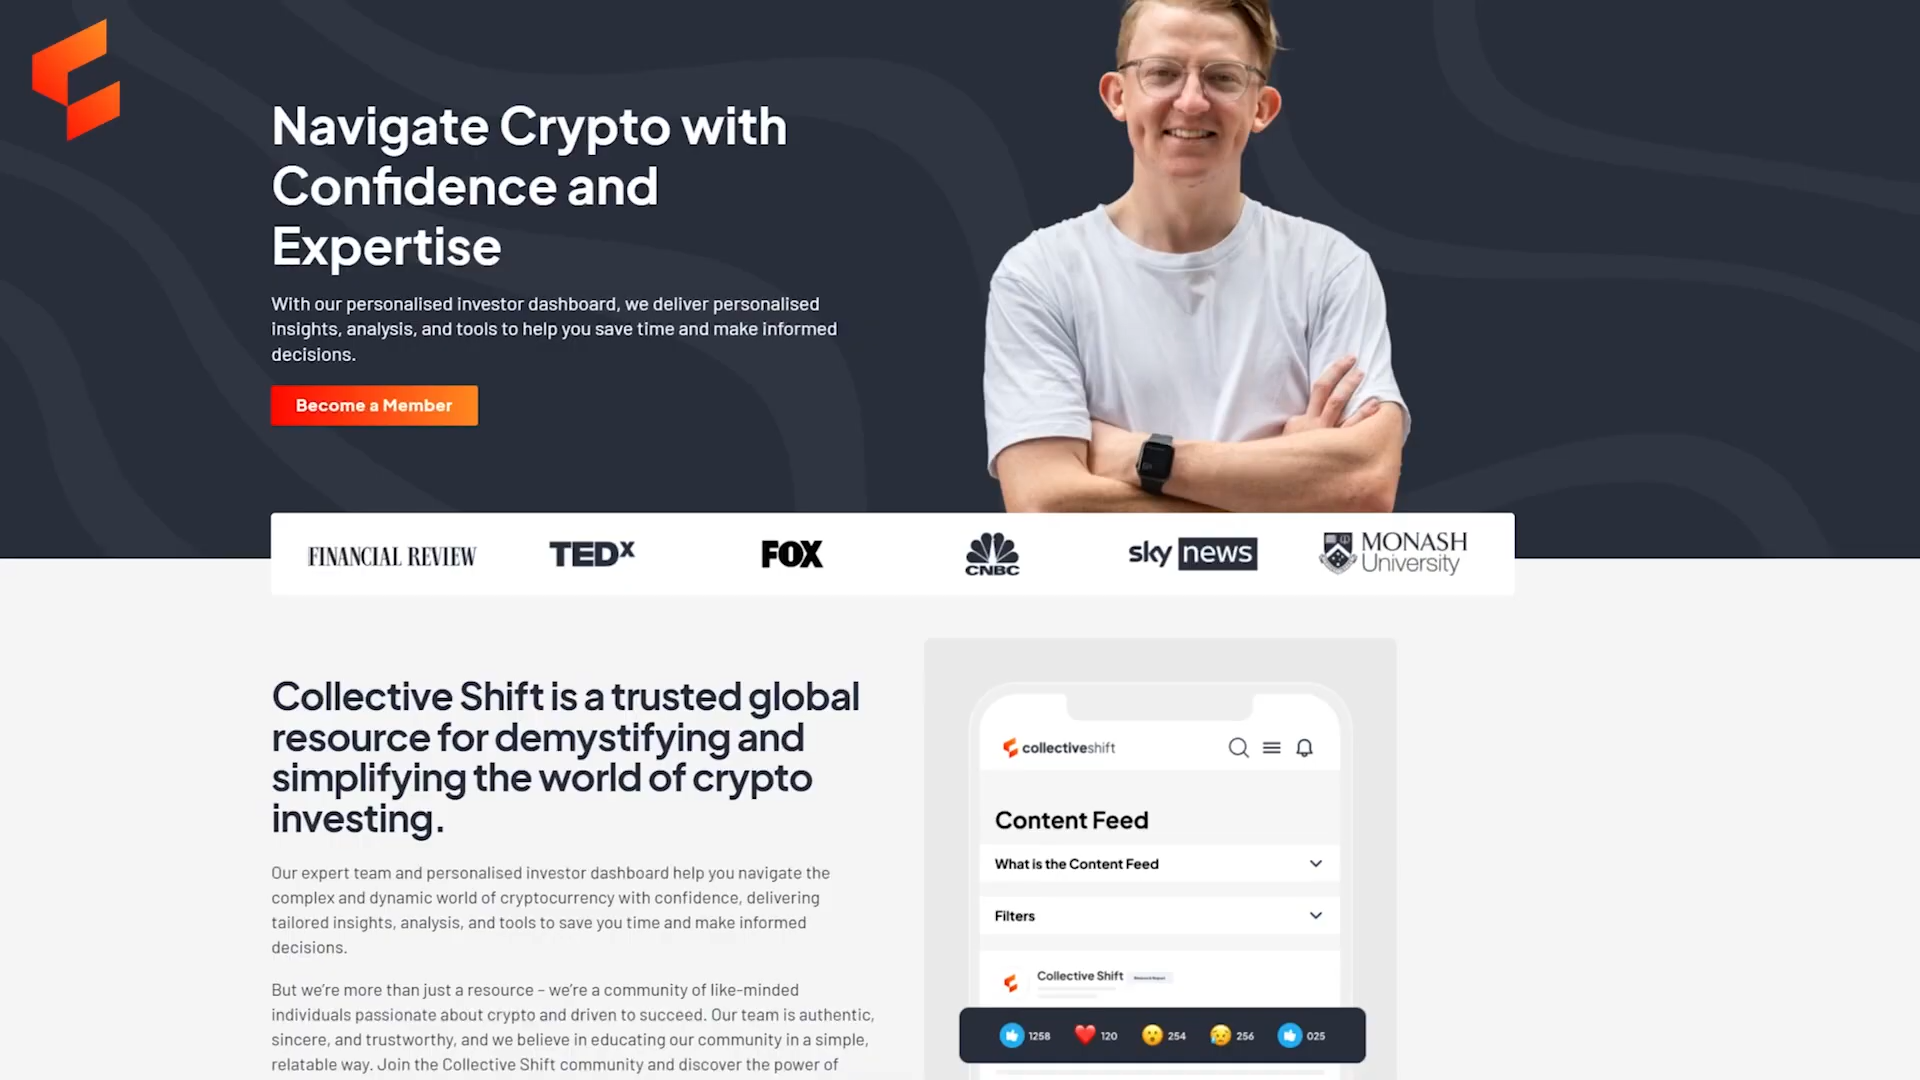 Navigate Crypto with
Confidence and
Expertise
With our personalised investor dashboard, we deliver personalised
insights, analysis, and tools to help you save time and make informed
decisions.
Become a Member
FINANCIAL REVIEW
TEDx
FOX
CNBC
sky news
MONASH
University
Collective Shift is a trusted global
resource for demystifying and
simplifying the world of crypto
investing.
Our expert team and personalised investor dashboard help you navigate the
complex and dynamic world of cryptocurrency with confidence, delivering
tailored insights, analysis, and tools to save you time and make informed
decisions.
But we're more than just a resource – we're a community of like-minded
individuals passionate about crypto and driven to succeed. Our team is authentic,
sincere, and trustworthy, and we believe in educating our community in a simple,
relatable way. Join the Collective Shift community and discover the power of
collectiveshift
Content Feed
What is the Content Feed
Filters
Collective Shift
1258
120
254
256
025